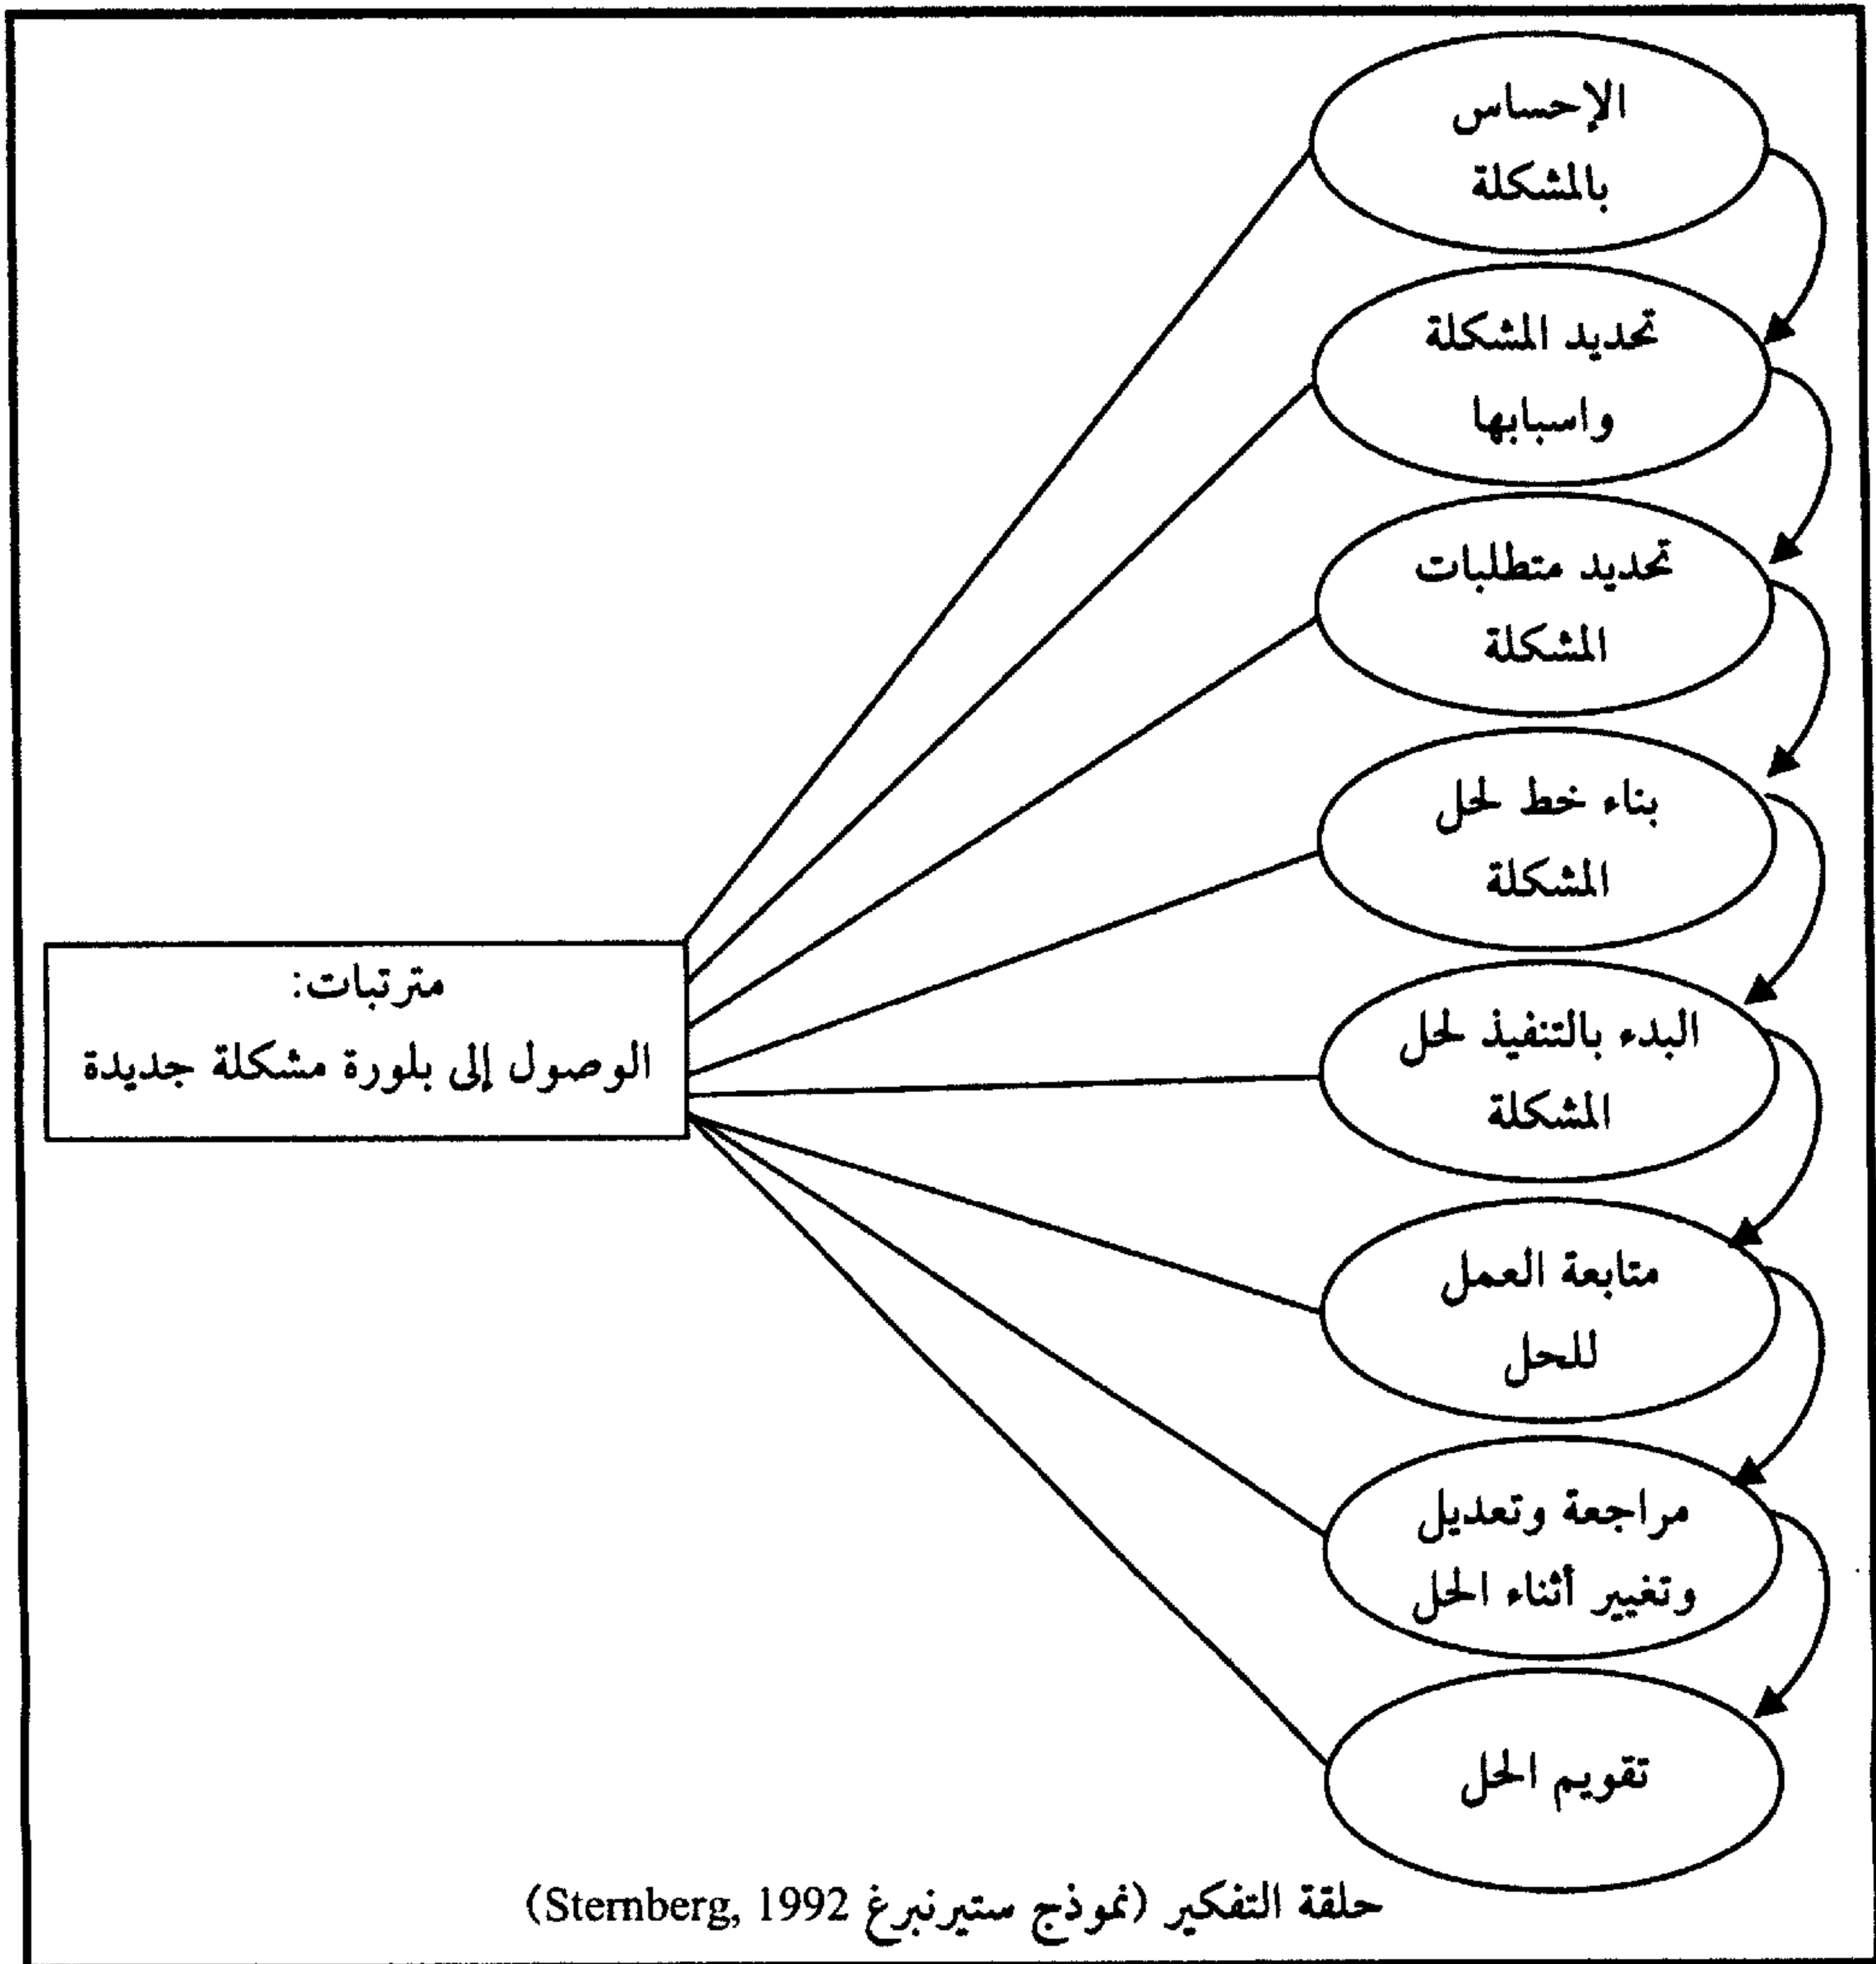 الإحساس
بالمشكلة
تحديد المشكلة
واسبابها
تحديد متطلبات
المشكلة
بناء خط لحل
المشكلة
البدء بالتنفيذ لحل
المشكلة
متابعة العمل
للحل
مراجعة وتعديل
وتغيير أثناء الحل
تقويم الحل
مترتبات:
الوصول إلى بلورة مشكلة جديدة
حلقة التفكير (نموذج ستيرنبرغ Sternberg, 1992)